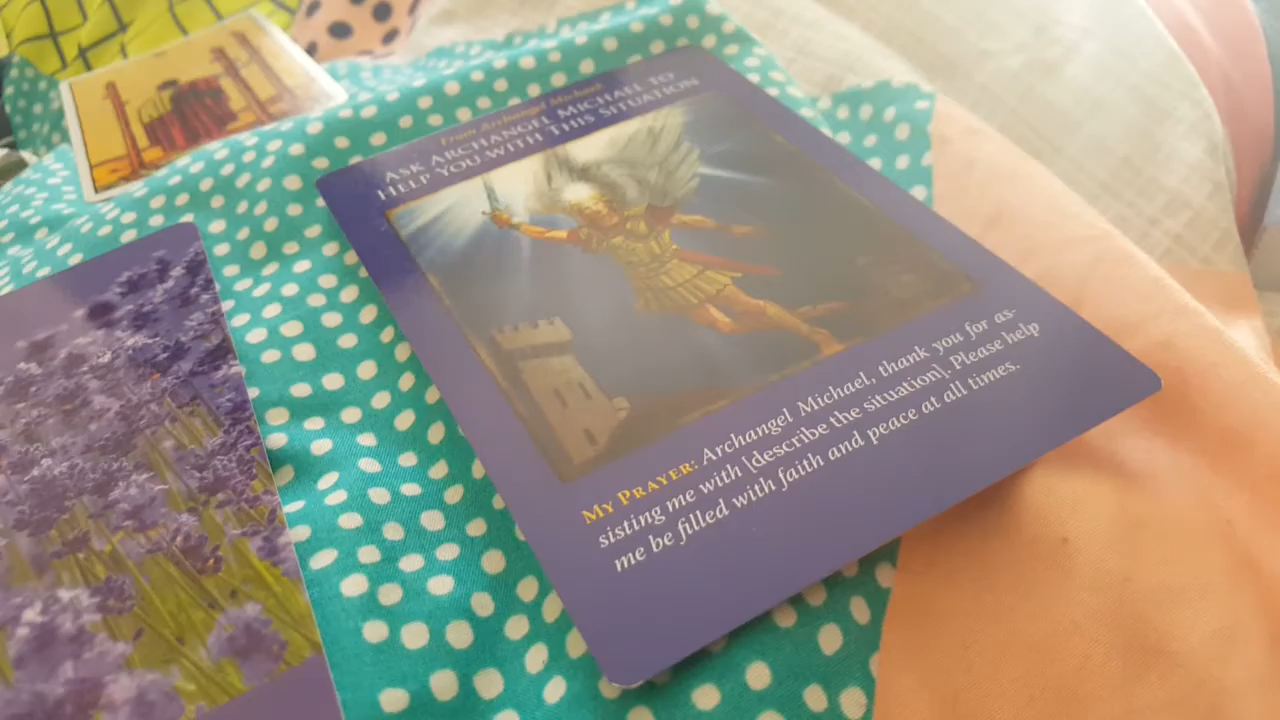 From Archangel Michael
ASK ARCHANGEL MICHAEL TO
HELP YOU WITH THIS SITUATION
MY PRAYER: Archangel Michael, thank you for as-
sisting me with [describe the situation]. Please help
me be filled with faith and peace at all times.